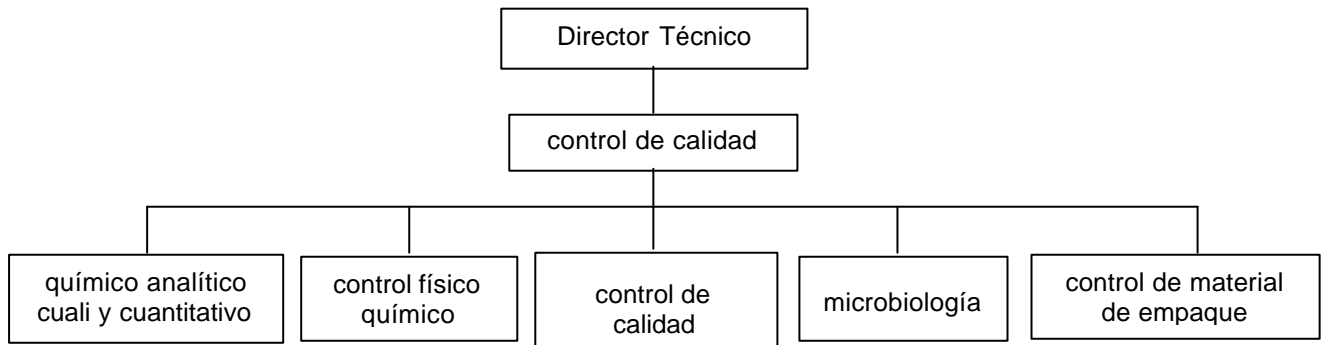 Director Técnico
control de calidad
químico analítico
cuali y cuantitativo
control físico
químico
control de
calidad
microbiología
control de material
de empaque